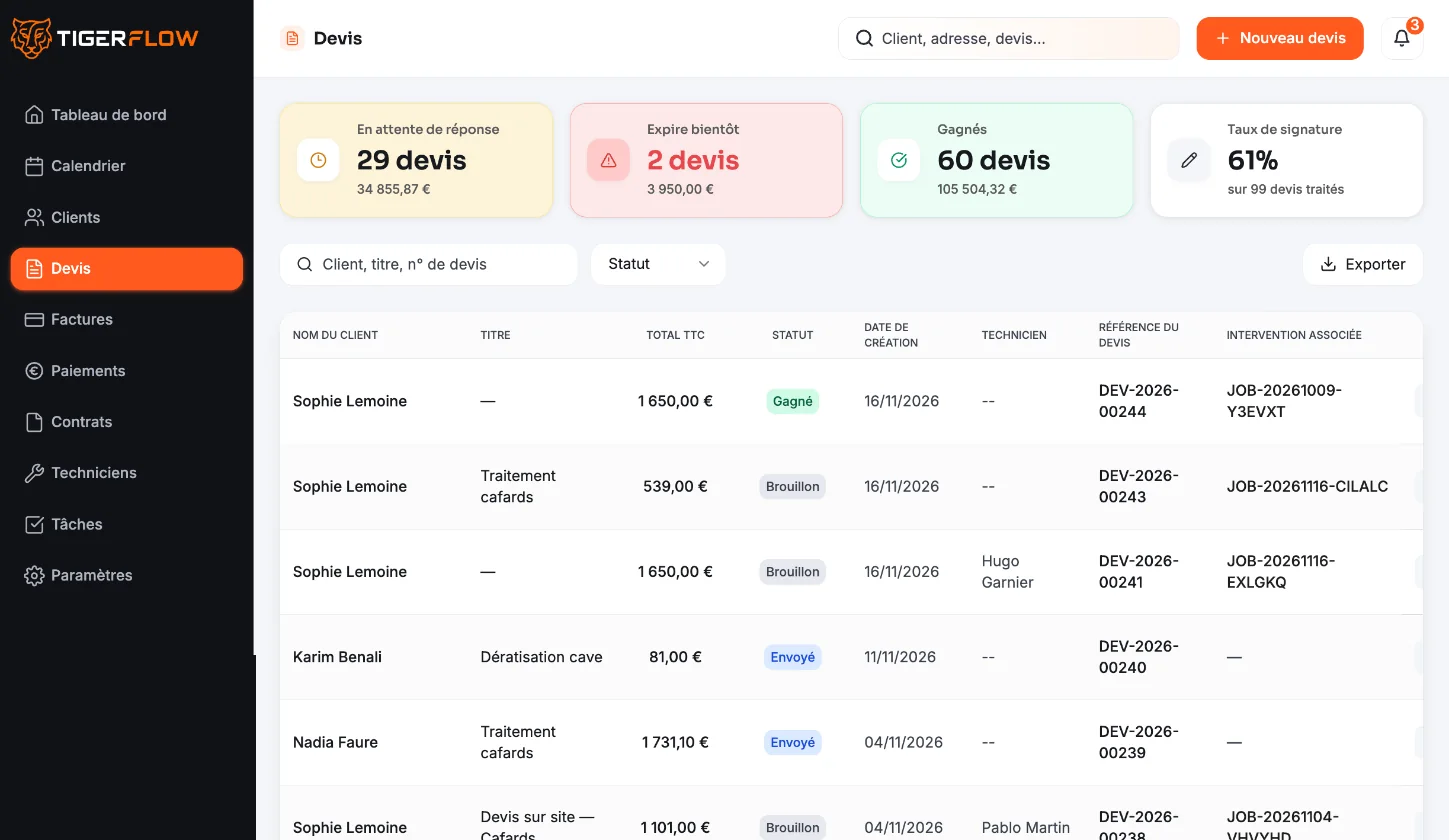 TIGERFLOW
Devis
Client, adresse, devis...
+ Nouveau devis
3
Tableau de bord
Calendrier
Clients
Devis
Factures
Paiements
Contrats
Techniciens
Tâches
Paramètres
En attente de réponse
29 devis
34 855,87 €
Expire bientôt
2 devis
3 950,00 €
Gagnés
60 devis
105 504,32 €
Taux de signature
61%
sur 99 devis traités
Client, titre, n° de devis
Statut
Exporter
NOM DU CLIENT TITRE TOTAL TTC STATUT DATE DE CRÉATION TECHNICIEN RÉFÉRENCE DU DEVIS INTERVENTION ASSOCIÉE
Sophie Lemoine — 1 650,00 € Gagné 16/11/2026 -- DEV-2026-00244 JOB-20261009-Y3EVXT
Sophie Lemoine Traitement cafards 539,00 € Brouillon 16/11/2026 -- DEV-2026-00243 JOB-20261116-CILALC
Sophie Lemoine — 1 650,00 € Brouillon 16/11/2026 Hugo Garnier DEV-2026-00241 JOB-20261116-EXLGKQ
Karim Benali Dératisation cave 81,00 € Envoyé 11/11/2026 -- DEV-2026-00240 —
Nadia Faure Traitement cafards 1 731,10 € Envoyé 04/11/2026 -- DEV-2026-00239 —
Sophie Lemoine Devis sur site — Cafards 1 101,00 € Brouillon 04/11/2026 Pablo Martin DEV-2026-00238 JOB-20261104-VHVYHD